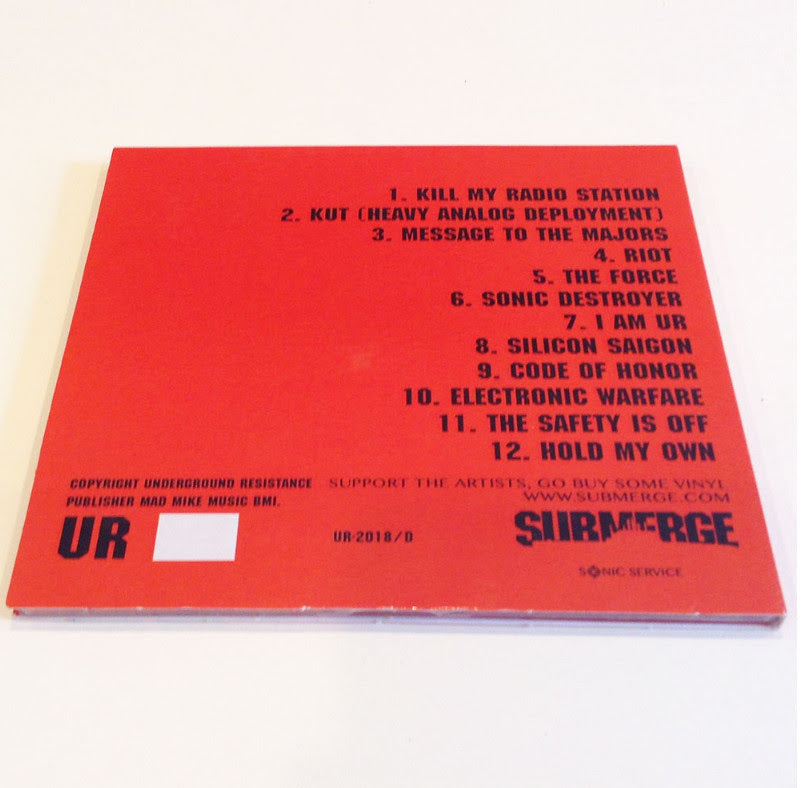 1. KILL MY RADIO STATION
2. KUT (HEAVY ANALOG DEPLOYMENT)
3. MESSAGE TO THE MAJORS
4. RIOT
5. THE FORCE
6. SONIC DESTROYER
7. I AM UR
8. SILICON SAIGON
9. CODE OF HONOR
10. ELECTRONIC WARFARE
11. THE SAFETY IS OFF
12. HOLD MY OWN
COPYRIGHT UNDERGROUND RESISTANCE
PUBLISHER MAD MIKE MUSIC BMI.
SUPPORT THE ARTISTS, GO BUY SOME VINYL
WWW.SUBMERGE.COM
UR
UR-2018/D
SUBMERGE
SONIC SERVICE